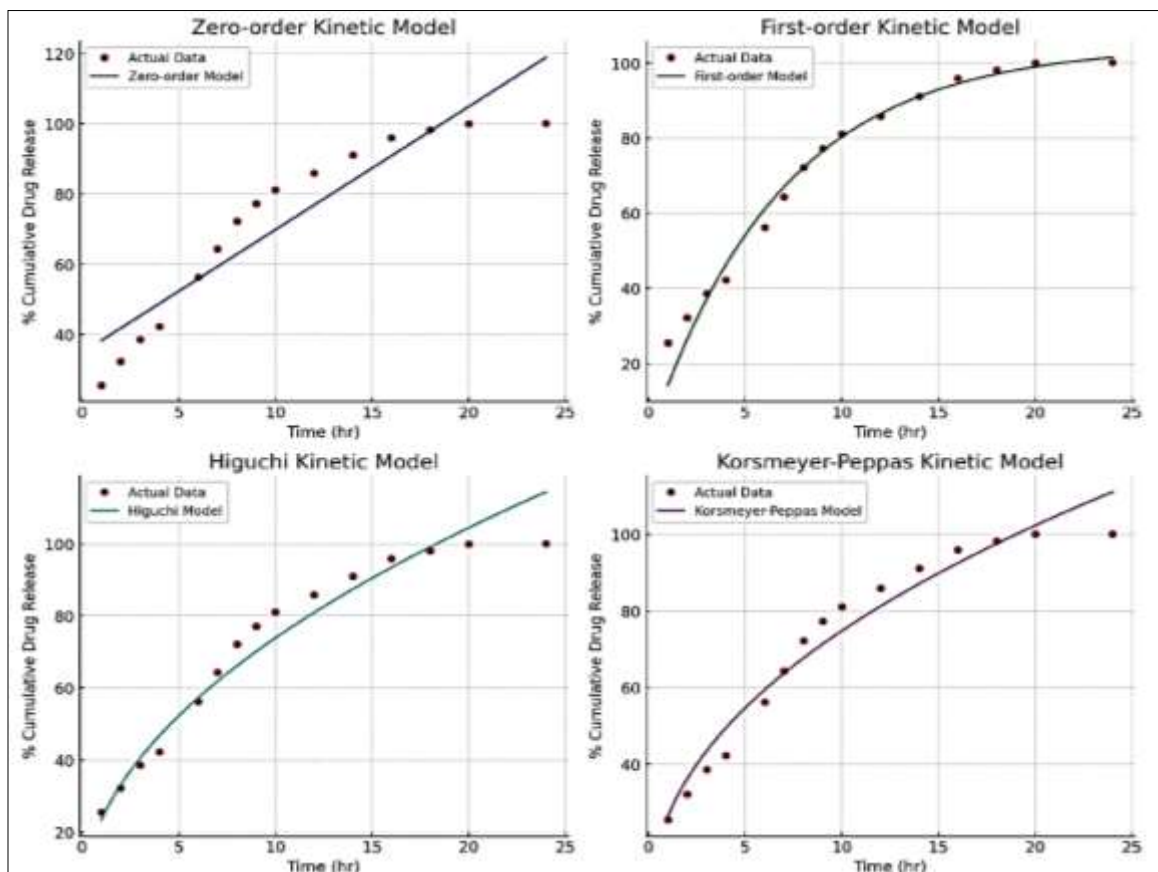 Zero-order Kinetic Model
Actual Data
Zero-order Model
% Cumulative Drug Release
120
100
80
60
40
0
5
10
15
20
25
Time (hr)
First-order Kinetic Model
Actual Data
First-order Model
% Cumulative Drug Release
100
80
60
40
20
0
5
10
15
20
25
Time (hr)
Higuchi Kinetic Model
Actual Data
Higuchi Model
% Cumulative Drug Release
100
80
60
40
20
0
5
10
15
20
25
Time (hr)
Korsmeyer-Peppas Kinetic Model
Actual Data
Korsmeyer-Peppas Model
% Cumulative Drug Release
100
80
60
40
0
5
10
15
20
25
Time (hr)